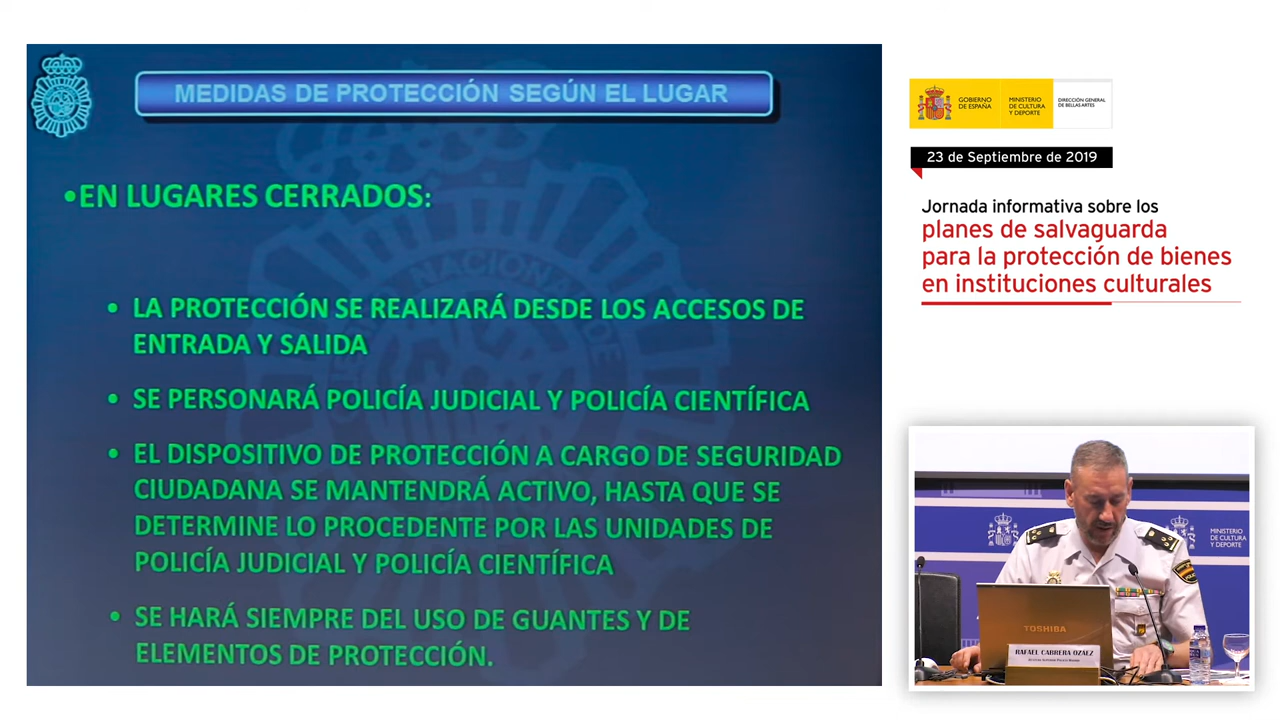 MEDIDAS DE PROTECCIÓN SEGÚN EL LUGAR
•EN LUGARES CERRADOS:
• LA PROTECCIÓN SE REALIZARÁ DESDE LOS ACCESOS DE
ENTRADA Y SALIDA
• SE PERSONARÁ POLICÍA JUDICIAL Y POLICÍA CIENTÍFICA
• EL DISPOSITIVO DE PROTECCIÓN A CARGO DE SEGURIDAD
CIUDADANA SE MANTENDRÁ ACTIVO, HASTA QUE SE
DETERMINE LO PROCEDENTE POR LAS UNIDADES DE
POLICÍA JUDICIAL Y POLICÍA CIENTÍFICA
• SE HARÁ SIEMPRE DEL USO DE GUANTES Y DE
ELEMENTOS DE PROTECCIÓN.
GOBIERNO
DE ESPAÑA
MINISTERIO
DE CULTURA
Y DEPORTE
DIRECCIÓN GENERAL
DE BELLAS ARTES
23 de Septiembre de 2019
Jornada informativa sobre los
planes de salvaguarda
para la protección de bienes
en instituciones culturales
MINISTERIO
DE CULTURA
Y DEPORTE
TOSHIBA
RAFAEL CABRERA OZAEZ